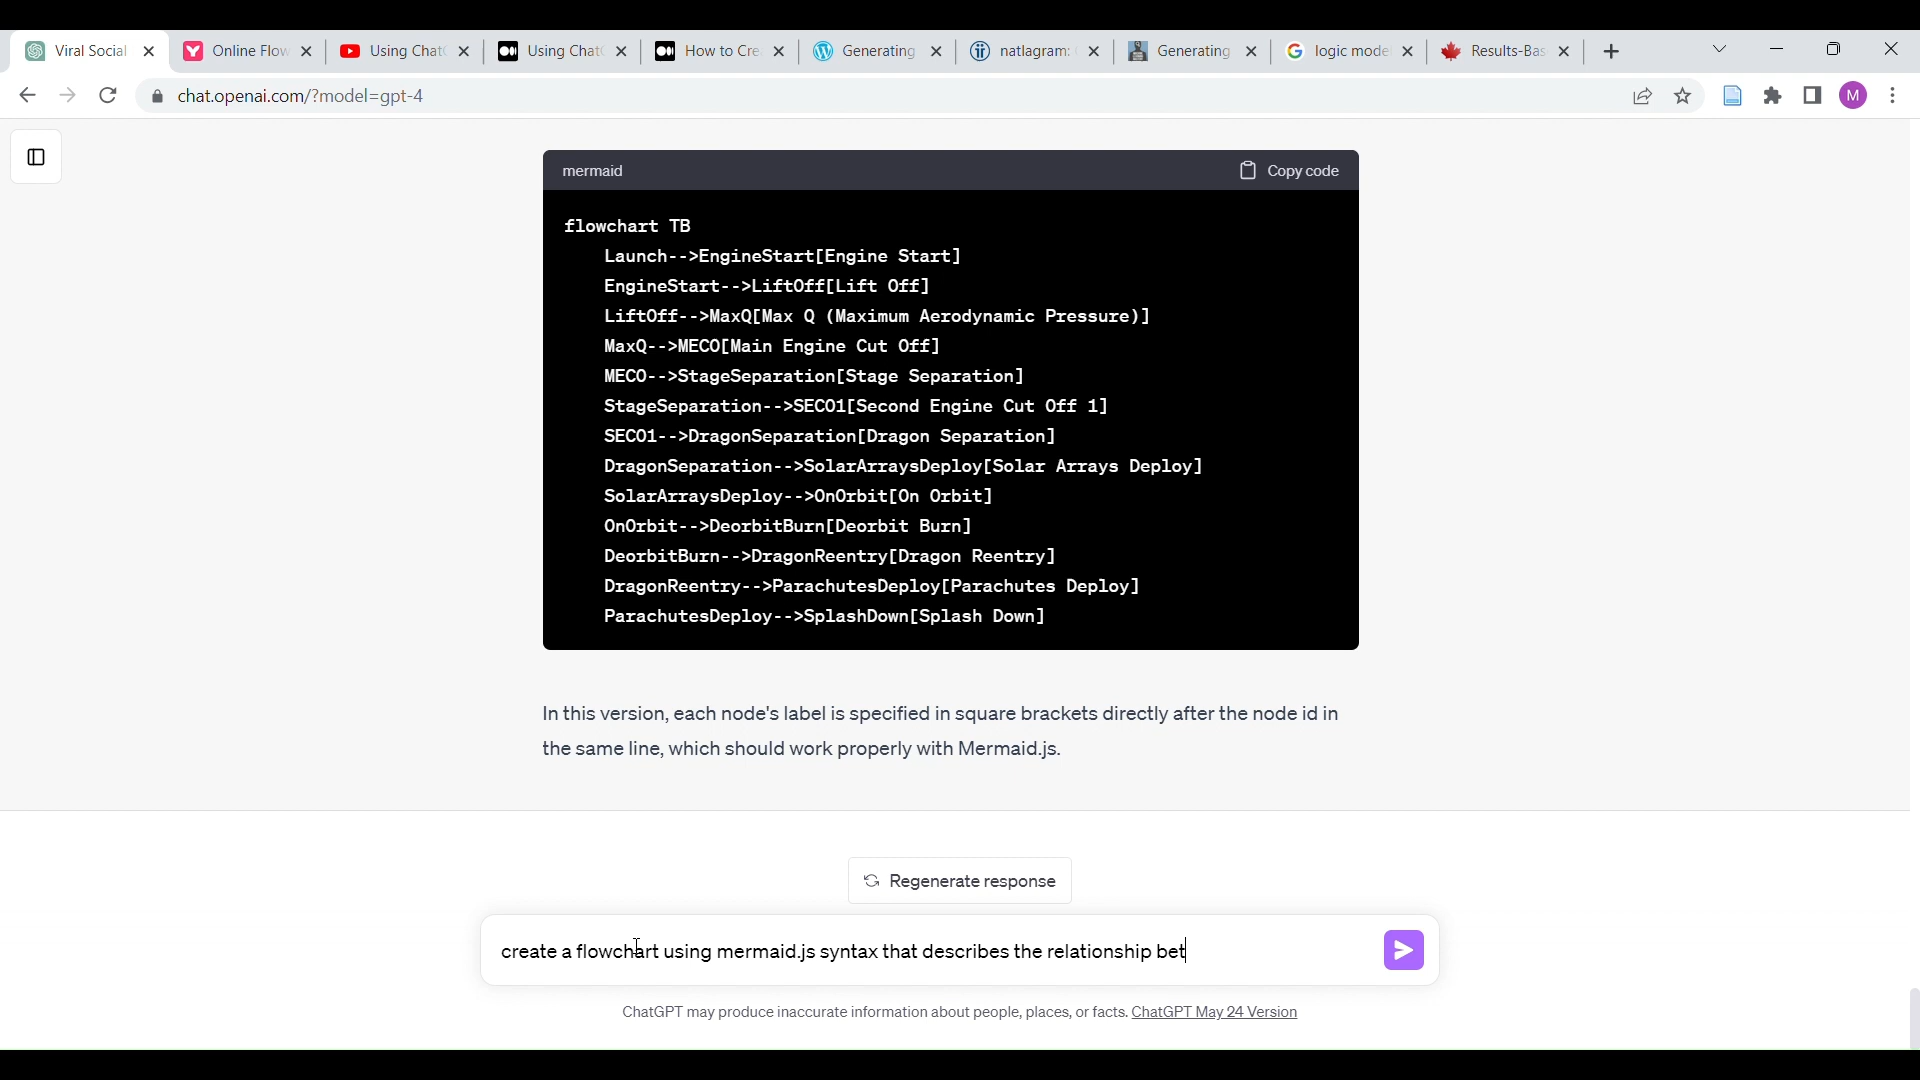 Viral Social
Online Flow
Using ChatG
Using ChatG
How to Cre
Generating
natlagram:
Generating
logic model
Results-Bas
chat.openai.com/?model=gpt-4
M
mermaid
Copy code
flowchart TB
Launch-->EngineStart[Engine Start]
EngineStart-->LiftOff[Lift Off]
LiftOff-->MaxQ[Max Q (Maximum Aerodynamic Pressure)]
MaxQ-->MECO[Main Engine Cut Off]
MECO-->StageSeparation[Stage Separation]
StageSeparation-->SECO1[Second Engine Cut Off 1]
SECO1-->DragonSeparation[Dragon Separation]
DragonSeparation-->SolarArraysDeploy[Solar Arrays Deploy]
SolarArraysDeploy-->OnOrbit[On Orbit]
OnOrbit-->DeorbitBurn[Deorbit Burn]
DeorbitBurn-->DragonReentry[Dragon Reentry]
DragonReentry-->ParachutesDeploy[Parachutes Deploy]
ParachutesDeploy-->SplashDown[Splash Down]
In this version, each node's label is specified in square brackets directly after the node id in
the same line, which should work properly with Mermaid.js.
Regenerate response
create a flowchart using mermaid.js syntax that describes the relationship bet
ChatGPT may produce inaccurate information about people, places, or facts. ChatGPT May 24 Version